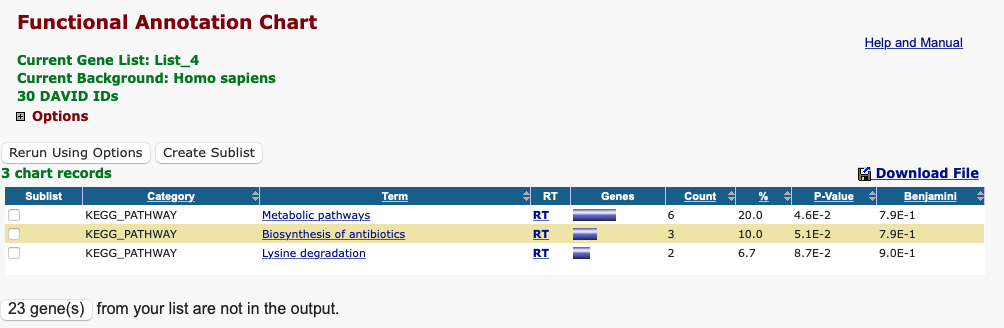 Functional Annotation Chart
Help and Manual
Current Gene List: List_4
Current Background: Homo sapiens
30 DAVID IDs
Options
Rerun Using Options Create Sublist
3 chart records Download File
Sublist Category Term RT Genes Count % P-Value Benjamini
KEGG_PATHWAY Metabolic pathways RT 6 20.0 4.6E-2 7.9E-1
KEGG_PATHWAY Biosynthesis of antibiotics RT 3 10.0 5.1E-2 7.9E-1
KEGG_PATHWAY Lysine degradation RT 2 6.7 8.7E-2 9.0E-1
23 gene(s) from your list are not in the output.